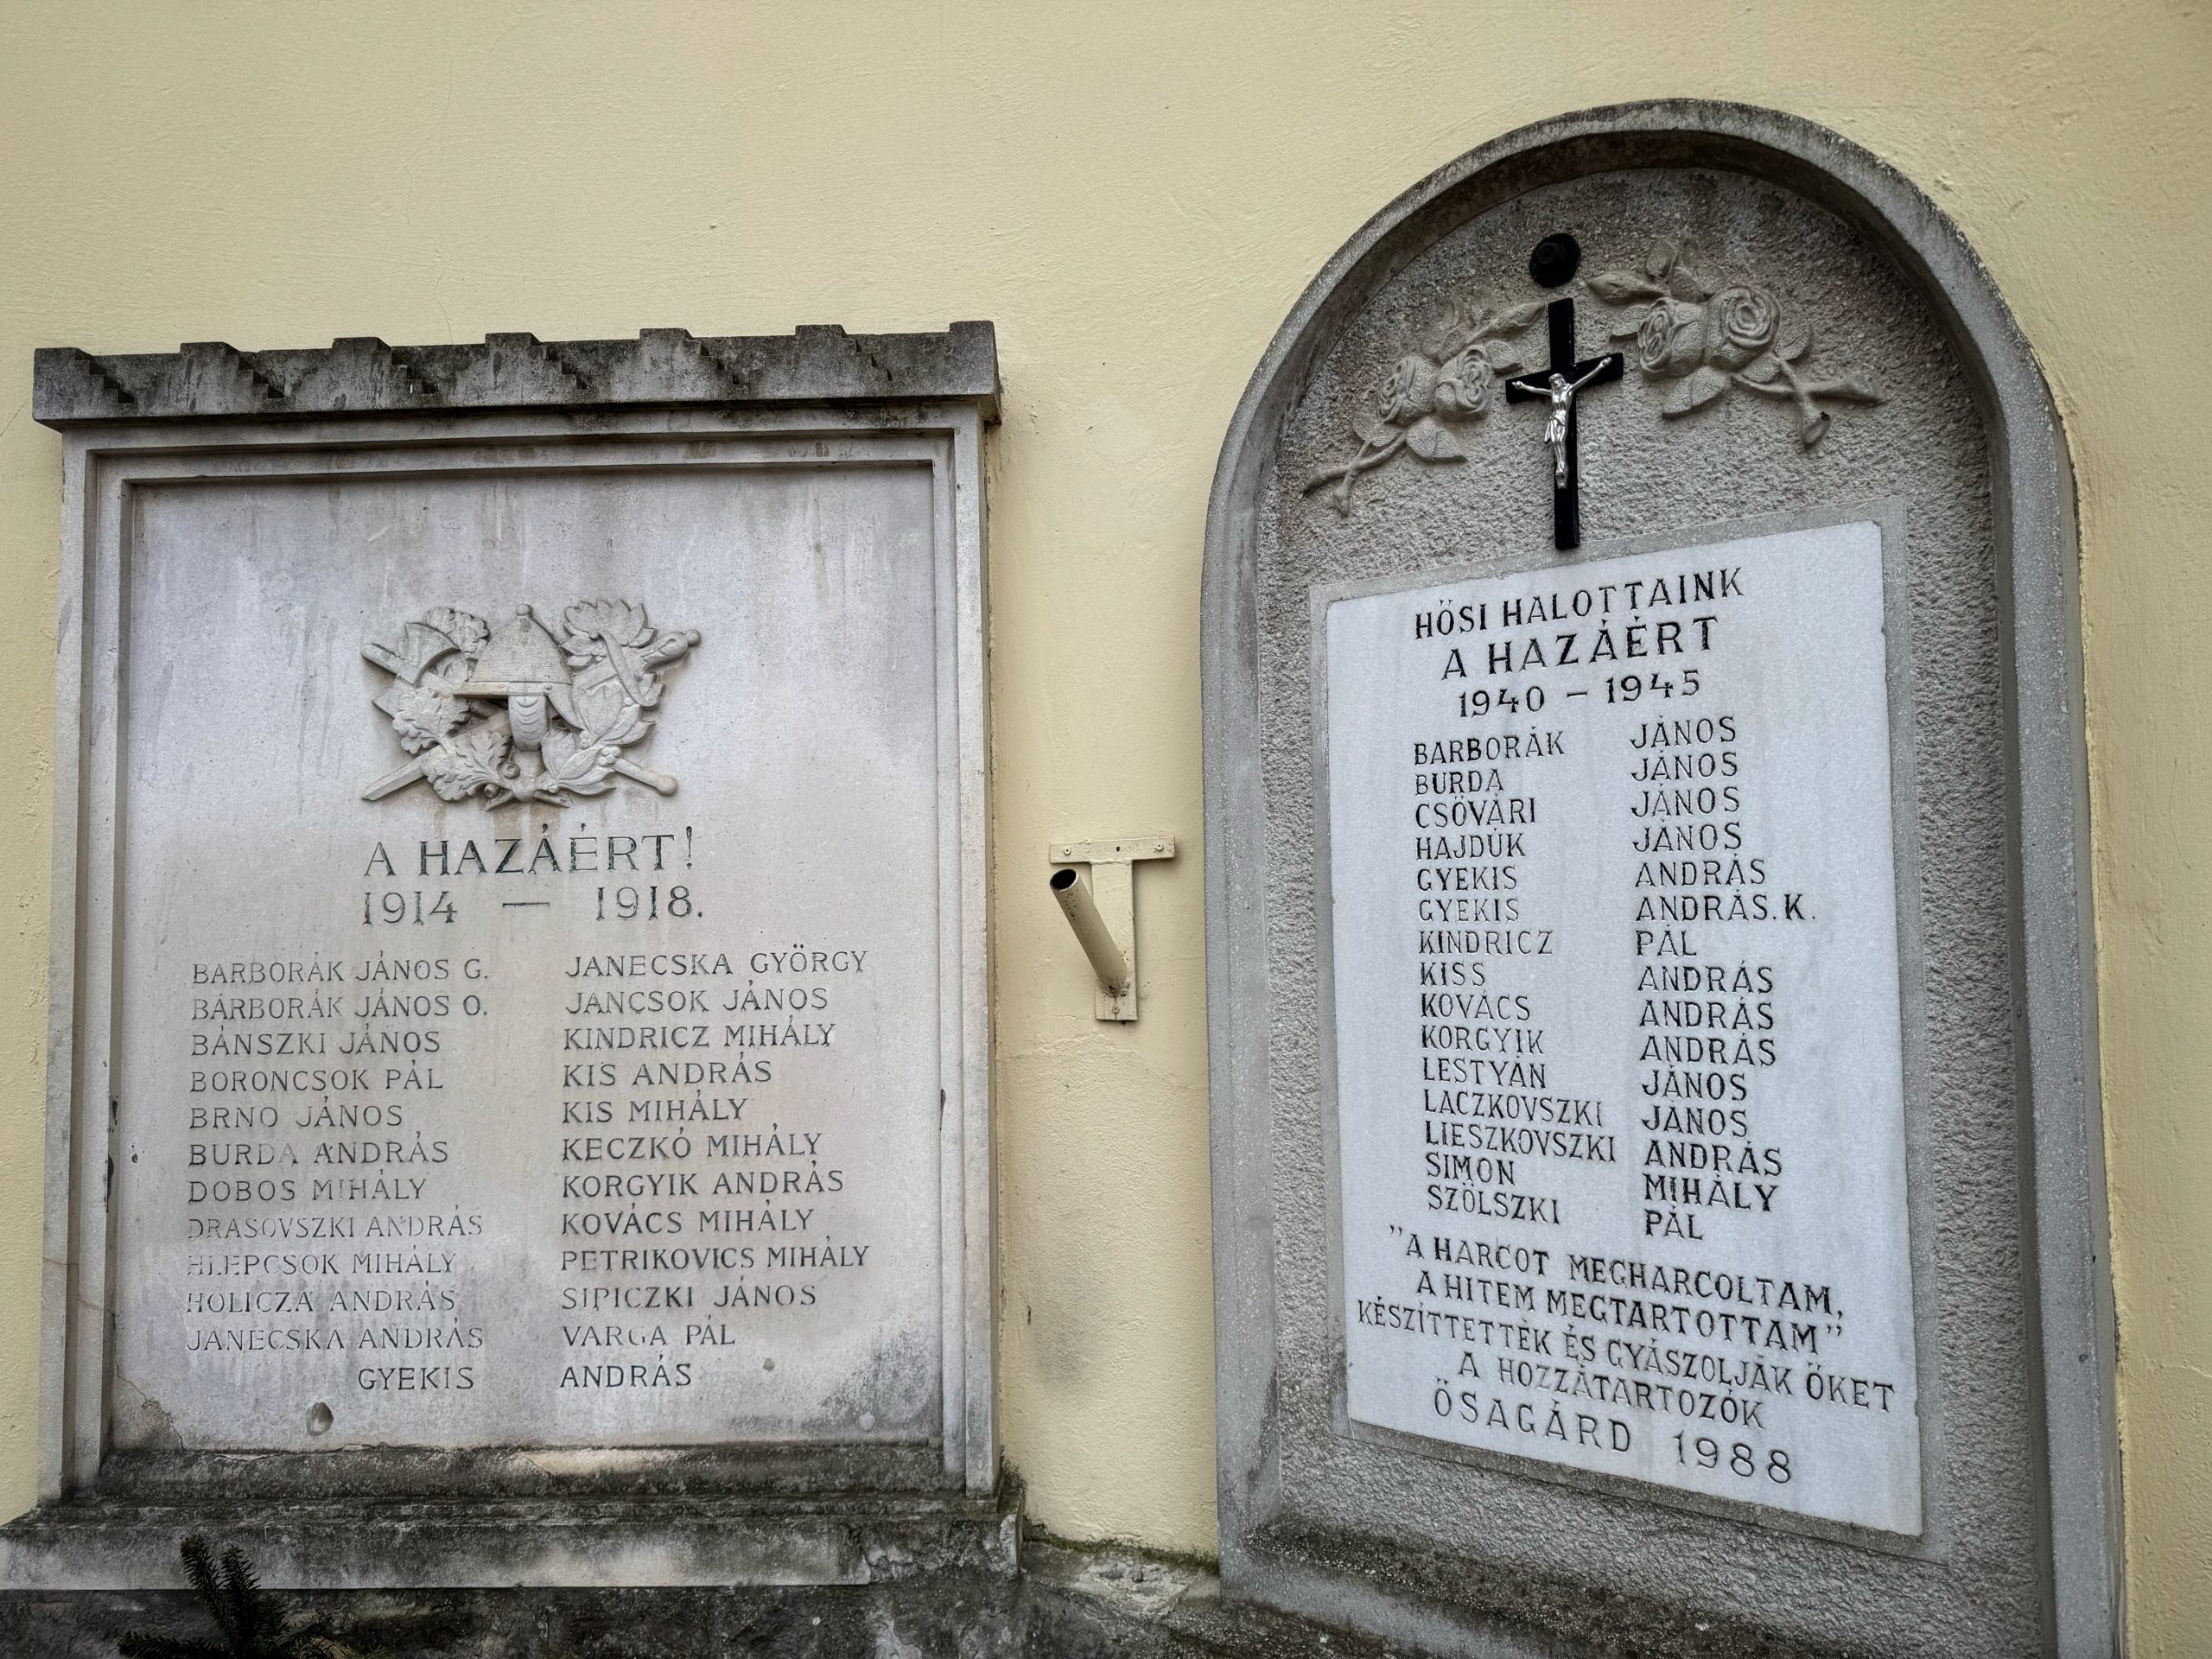 A HAZÁÉRT!
1914 — 1918.
BARBORÁK JÁNOS G.
BARBORÁK JÁNOS O.
BÁNSZKI JÁNOS
BORONCSOK PÁL
BRNO JÁNOS
BURDA ANDRÁS
DOBOS MIHÁLY
DRASOVSZKI ANDRÁS
HLEPCSOK MIHÁLY
HOLICZA ANDRÁS
JANECSKA ANDRÁS
JANECSKA GYÖRGY
JANCSOK JÁNOS
KINDRICZ MIHÁLY
KIS ANDRÁS
KIS MIHÁLY
KECZKÓ MIHÁLY
KORGYIK ANDRÁS
KOVÁCS MIHÁLY
PETRIKOVICS MIHÁLY
SIPICZKI JÁNOS
VARGA PÁL
GYEKIS ANDRÁS
HŐSI HALOTTAINK
A HAZÁÉRT
1940 – 1945
BARBORÁK JÁNOS
BURDA JÁNOS
CSŐVÁRI JÁNOS
HAJDÚK JÁNOS
GYEKIS ANDRÁS
GYEKIS ANDRÁS. K.
KINDRICZ PÁL
KISS ANDRÁS
KOVÁCS ANDRÁS
KORGYIK ANDRÁS
LESTYÁN JÁNOS
LACZKOVSZKI JÁNOS
LIESZKOVSZKI ANDRÁS
SIMON MIHÁLY
SZÖLSZKI PÁL
"A HARCOT MEGHARCOLTAM,
A HITEM MEGTARTOTTAM"
KÉSZÍTTETTÉK ÉS GYÁSZOLJÁK ŐKET
A HOZZÁTARTOZÓK
ŐSAGÁRD 1988